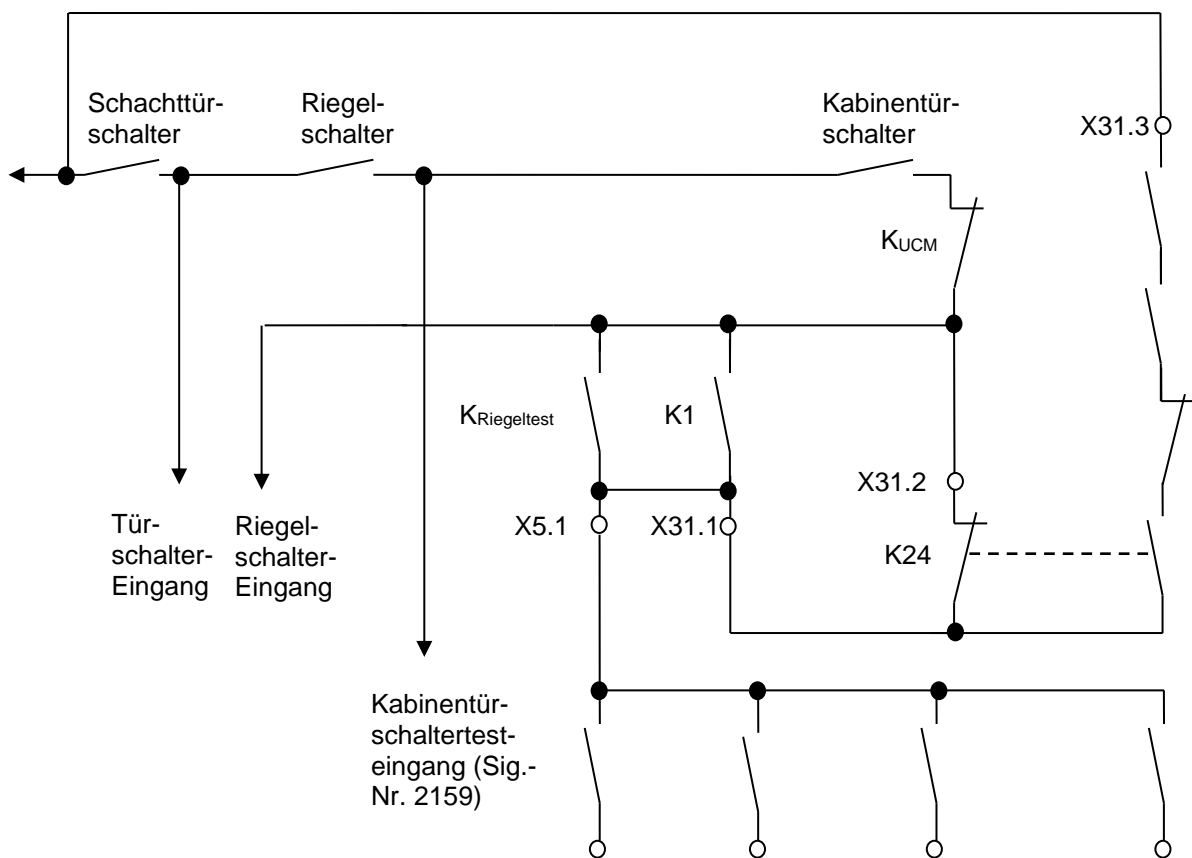 Schachttür-
schalter
Riegel-
schalter
Kabinentür-
schalter
X31.3
KUCM
KRiegeltest
K1
X31.2
X5.1
X31.1
K24
Tür-
schalter-
Eingang
Riegel-
schalter-
Eingang
Kabinentür-
schaltertest-
eingang (Sig.-
Nr. 2159)